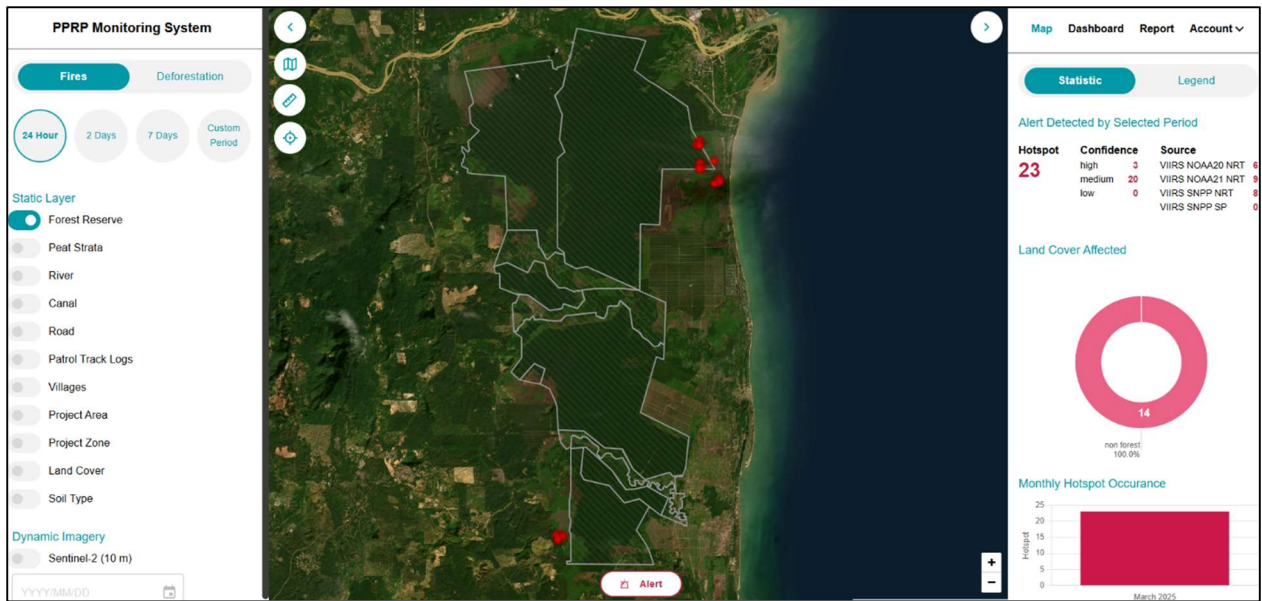 PPRP Monitoring System
Fires
Deforestation
24 Hour
2 Days
7 Days
Custom
Period
Static Layer
Forest Reserve
Peat Strata
River
Canal
Road
Patrol Track Logs
Villages
Project Area
Project Zone
Land Cover
Soil Type
Dynamic Imagery
Sentinel-2 (10 m)
YYYY/MM/DD
Alert
+
−
Map Dashboard Report Account
Statistic
Legend
Alert Detected by Selected Period
Hotspot Confidence Source
23
high 3
medium 20
low 0
VIIRS NOAA20 NRT 6
VIIRS NOAA21 NRT 9
VIIRS SNPP NRT 8
VIIRS SNPP SP 0
Land Cover Affected
14
non forest
100.0%
Monthly Hotspot Occurance
Hotspot
25
20
15
10
5
0
March 2025